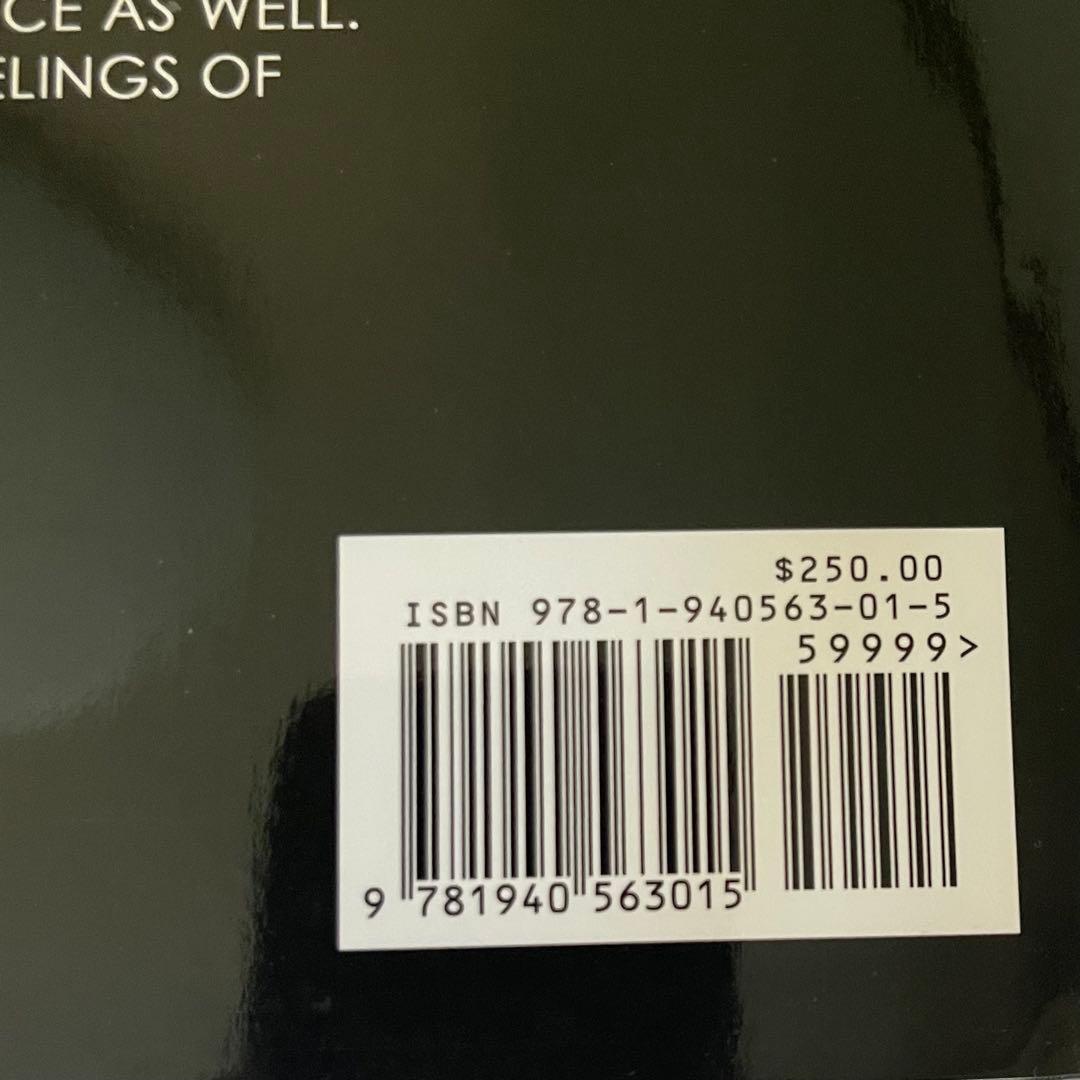 CE AS WELL.
ELINGS OF
$250.00
ISBN 978-1-940563-01-5
59999>
9 781940 563015